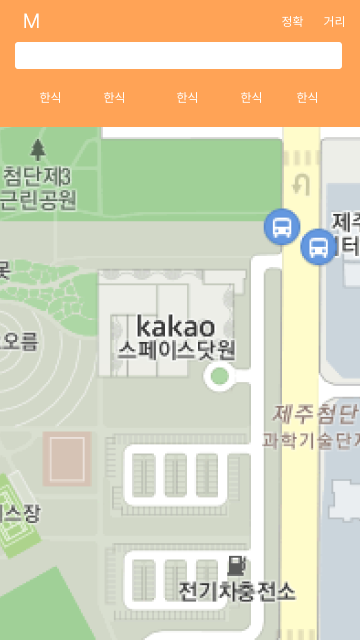 M 정확 거리
한식 한식 한식 한식 한식
첨단제3
근린공원
제주
터
못
kakao
스페이스닷원
오름
제주첨단
과학기술단지
스장
전기차충전소